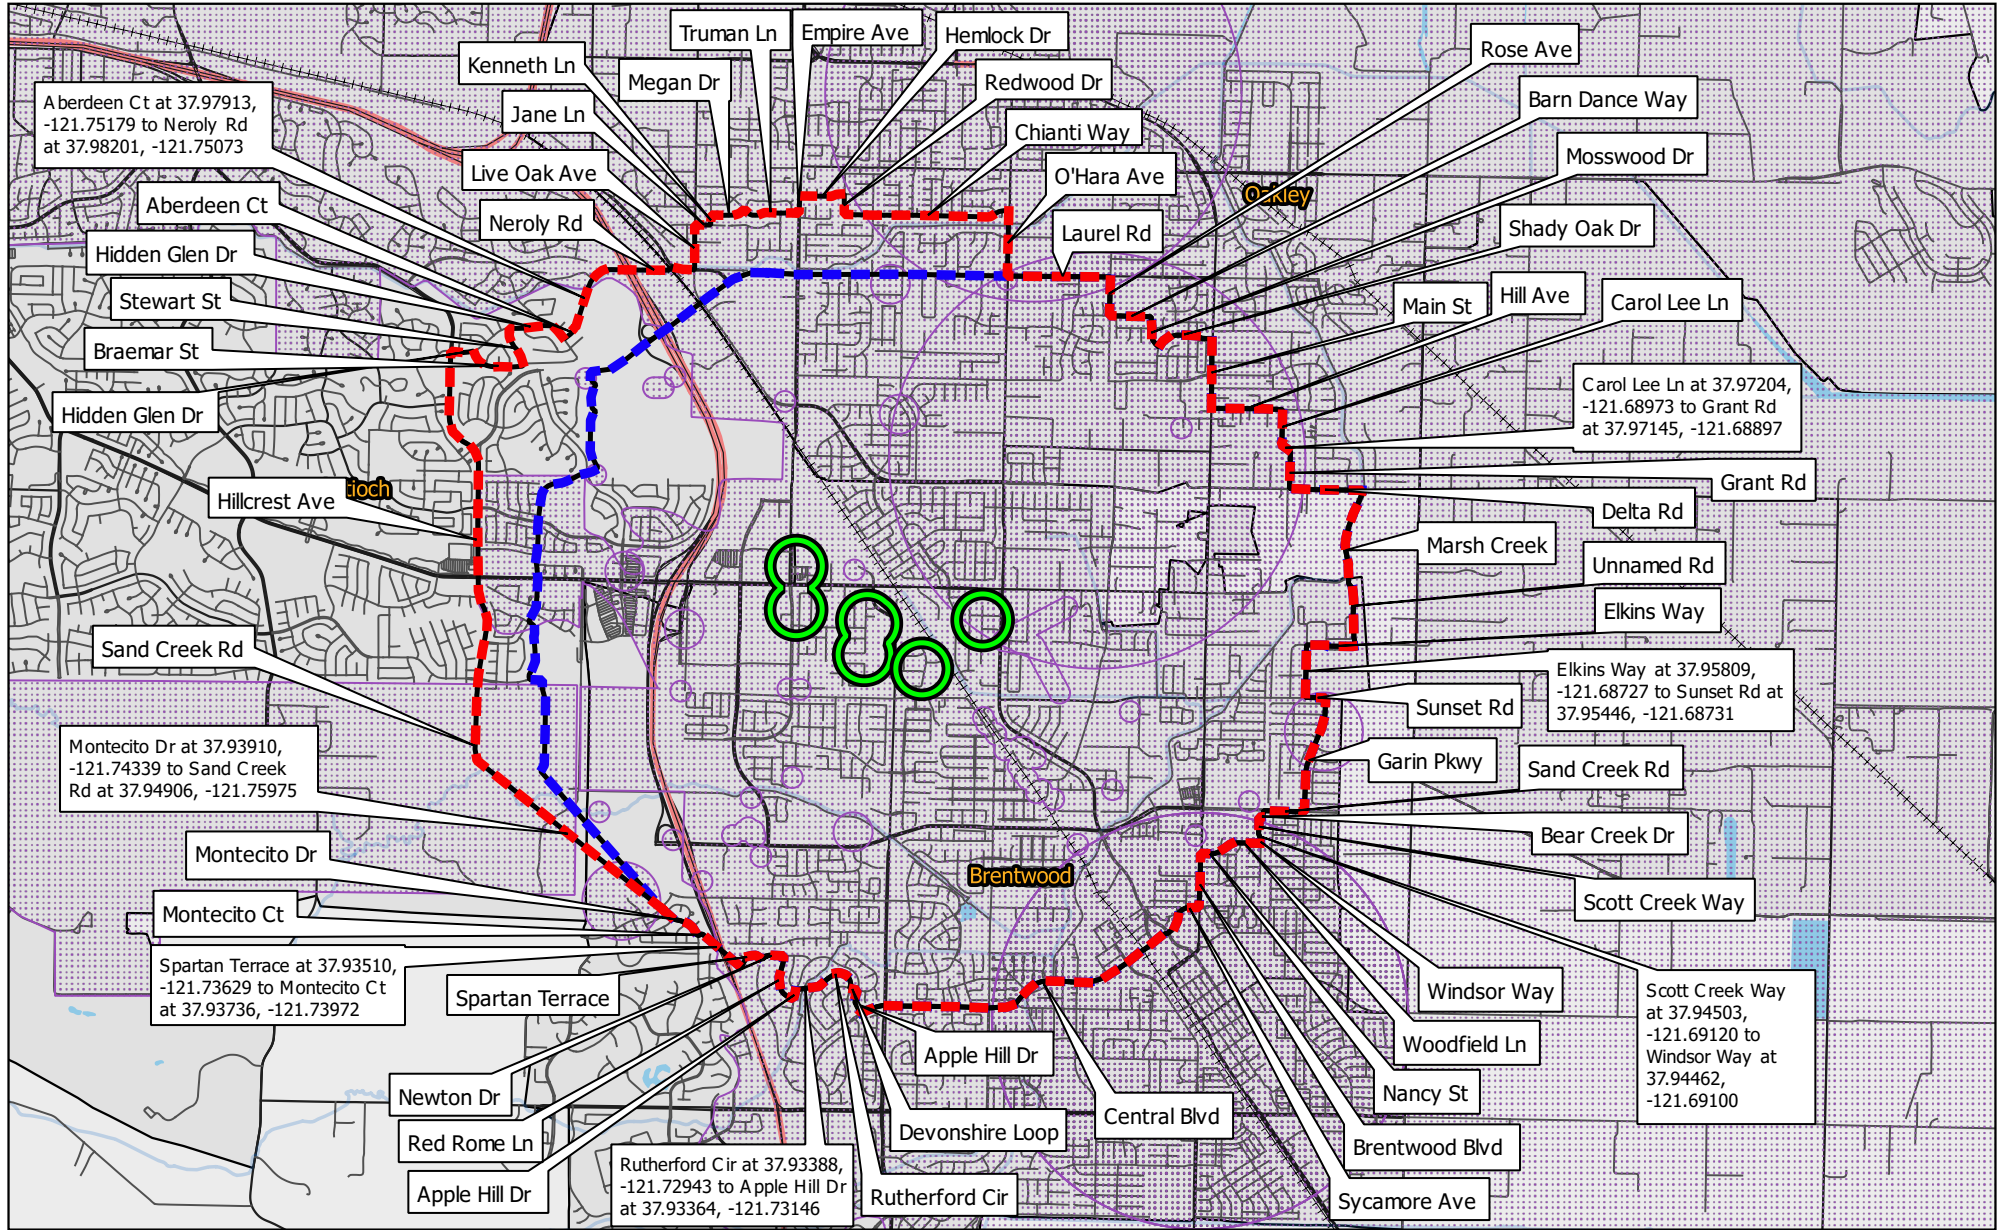 Truman Ln
Empire Ave
Hemlock Dr
Rose Ave
Kenneth Ln
Megan Dr
Redwood Dr
Barn Dance Way
Aberdeen Ct at 37.97913,
-121.75179 to Neroly Rd
at 37.98201, -121.75073
Jane Ln
Chianti Way
Mosswood Dr
Live Oak Ave
O'Hara Ave
Oakley
Aberdeen Ct
Neroly Rd
Laurel Rd
Shady Oak Dr
Hidden Glen Dr
Stewart St
Main St
Hill Ave
Carol Lee Ln
Braemar St
Hidden Glen Dr
Carol Lee Ln at 37.97204,
-121.68973 to Grant Rd
at 37.97145, -121.68897
tioch
Hillcrest Ave
Grant Rd
Delta Rd
Marsh Creek
Unnamed Rd
Elkins Way
Sand Creek Rd
Elkins Way at 37.95809,
-121.68727 to Sunset Rd at
37.95446, -121.68731
Sunset Rd
Montecito Dr at 37.93910,
-121.74339 to Sand Creek
Rd at 37.94906, -121.75975
Garin Pkwy
Sand Creek Rd
Bear Creek Dr
Montecito Dr
Brentwood
Scott Creek Way
Montecito Ct
Spartan Terrace at 37.93510,
-121.73629 to Montecito Ct
at 37.93736, -121.73972
Spartan Terrace
Windsor Way
Scott Creek Way
at 37.94503,
-121.69120 to
Windsor Way at
37.94462,
-121.69100
Woodfield Ln
Apple Hill Dr
Nancy St
Newton Dr
Central Blvd
Devonshire Loop
Red Rome Ln
Brentwood Blvd
Rutherford Cir at 37.93388,
-121.72943 to Apple Hill Dr
at 37.93364, -121.73146
Apple Hill Dr
Rutherford Cir
Sycamore Ave